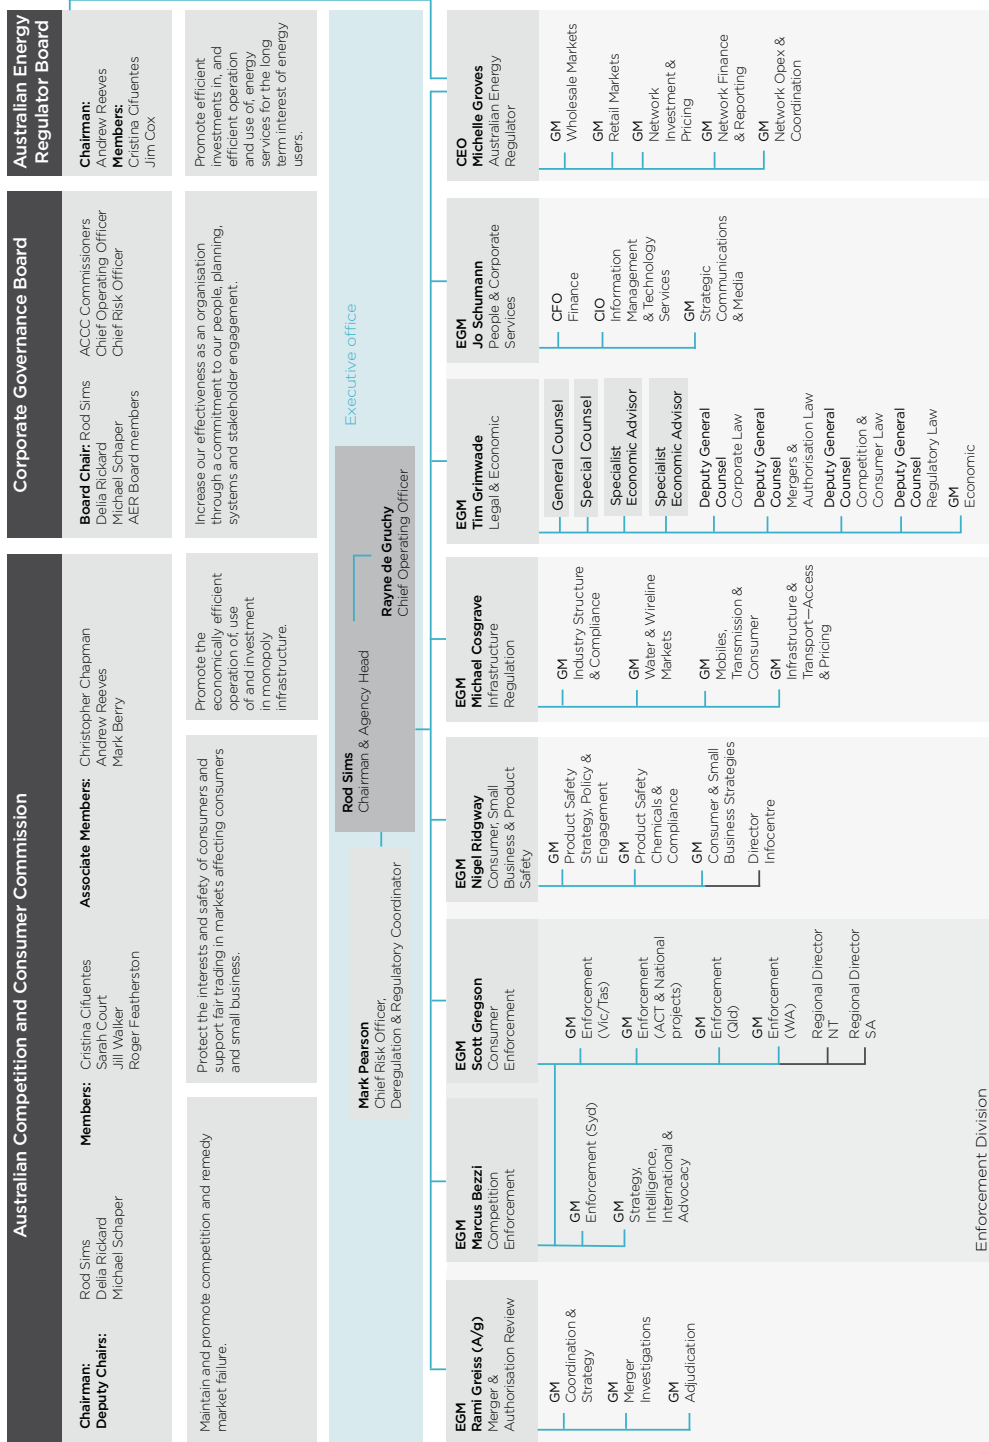 Australian Competition and Consumer Commission
Chairman:
Rod Sims
Deputy Chairs:
Delia Rickard
Michael Schaper
Members:
Cristina Cifuentes
Sarah Court
Jill Walker
Roger Featherston
Associate Members:
Christopher Chapman
Andrew Reeves
Mark Berry
Corporate Governance Board
Board Chair: Rod Sims
Delia Rickard
Michael Schaper
AER Board members
ACCC Commissioners
Chief Operating Officer
Chief Risk Officer
Australian Energy
Regulator Board
Chairman:
Andrew Reeves
Members:
Cristina Cifuentes
Jim Cox
Maintain and promote competition and remedy
market failure.
Protect the interests and safety of consumers and
support fair trading in markets affecting consumers
and small business.
Promote the
economically efficient
operation of, use
of and investment
in monopoly
infrastructure.
Increase our effectiveness as an organisation
through a commitment to our people, planning,
systems and stakeholder engagement.
Promote efficient
investments in, and
efficient operation
and use of, energy
services for the long
term interest of energy
users.
Executive office
Mark Pearson
Chief Risk Officer,
Deregulation & Regulatory Coordinator
Rod Sims
Chairman & Agency Head
Rayne de Gruchy
Chief Operating Officer
EGM
Rami Greiss (A/g)
Merger &
Authorisation Review
GM
Coordination &
Strategy
GM
Merger
Investigations
GM
Adjudication
EGM
Marcus Bezzi
Competition
Enforcement
GM
Enforcement (Syd)
GM
Strategy,
Intelligence,
International &
Advocacy
EGM
Scott Gregson
Consumer
Enforcement
GM
Enforcement
(Vic/Tas)
GM
Enforcement
(ACT & National
projects)
GM
Enforcement
(Qld)
GM
Enforcement
(WA)
Regional Director
NT
Regional Director
SA
Enforcement Division
EGM
Nigel Ridgway
Consumer, Small
Business & Product
Safety
GM
Product Safety
Strategy, Policy &
Engagement
GM
Product Safety
Chemicals &
Compliance
GM
Consumer & Small
Business Strategies
Director
Infocentre
EGM
Michael Cosgrave
Infrastructure
Regulation
GM
Industry Structure
& Compliance
GM
Water & Wireline
Markets
GM
Mobiles,
Transmission &
Consumer
GM
Infrastructure &
Transport—Access
& Pricing
EGM
Tim Grimwade
Legal & Economic
General Counsel
Special Counsel
Specialist
Economic Advisor
Specialist
Economic Advisor
Deputy General
Counsel
Corporate Law
Deputy General
Counsel
Mergers &
Authorisation Law
Deputy General
Counsel
Competition &
Consumer Law
Deputy General
Counsel
Regulatory Law
GM
Economic
EGM
Jo Schumann
People & Corporate
Services
CFO
Finance
CIO
Information
Management
& Technology
Services
GM
Strategic
Communications
& Media
CEO
Michelle Groves
Australian Energy
Regulator
GM
Wholesale Markets
GM
Retail Markets
GM
Network
Investment &
Pricing
GM
Network Finance
& Reporting
GM
Network Opex &
Coordination